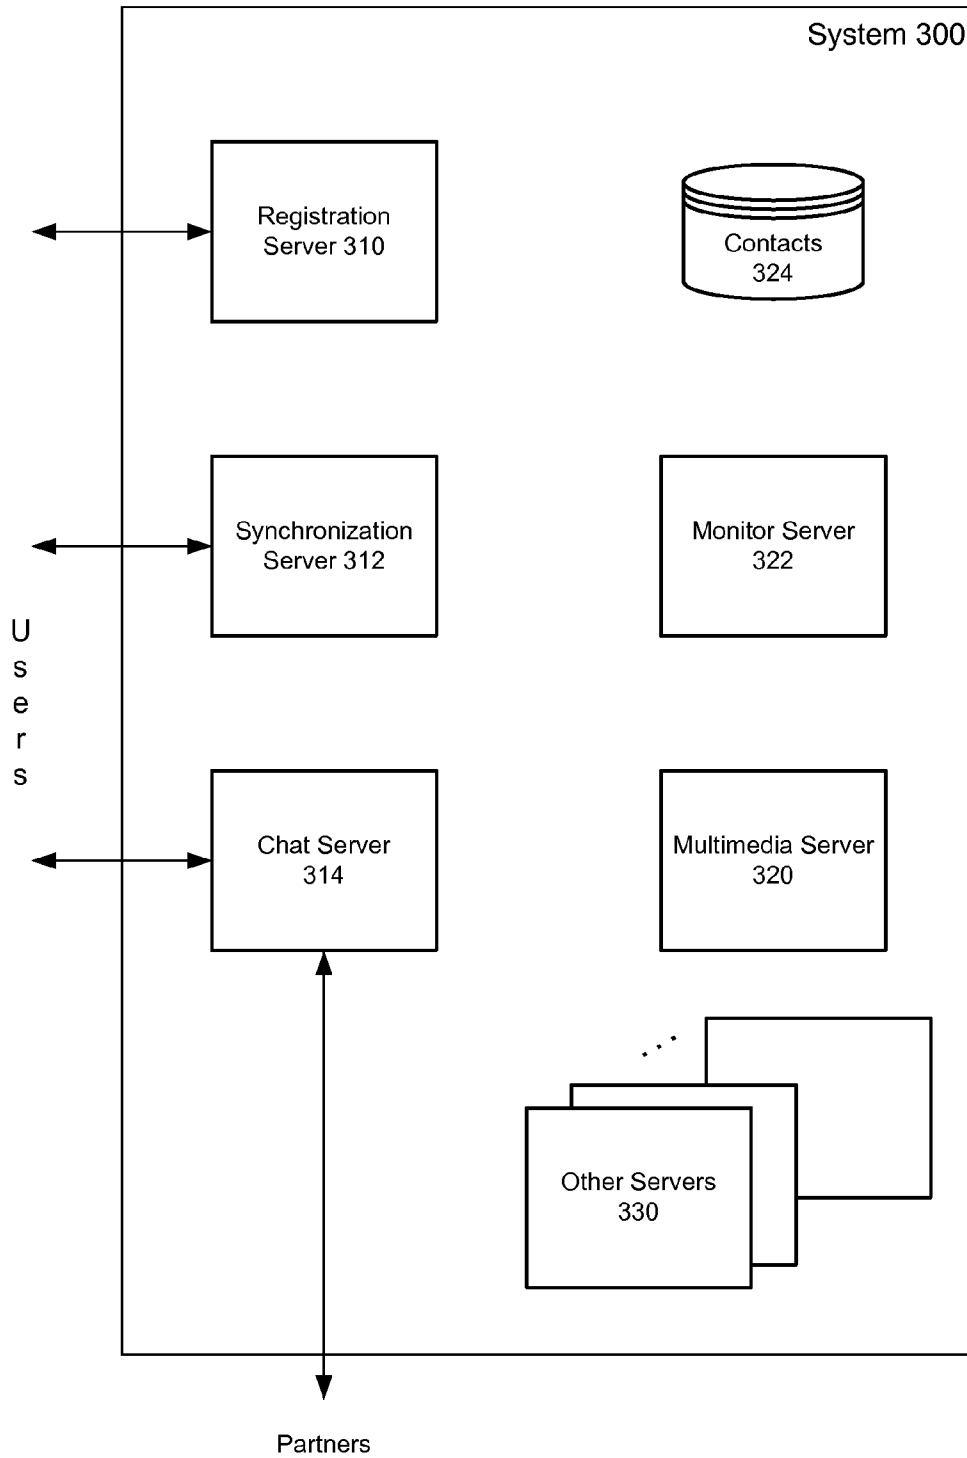 System 300
Registration
Server 310
Contacts
324
Synchronization
Server 312
Monitor Server
322
Users
Chat Server
314
Multimedia Server
320
Other Servers
330
Partners